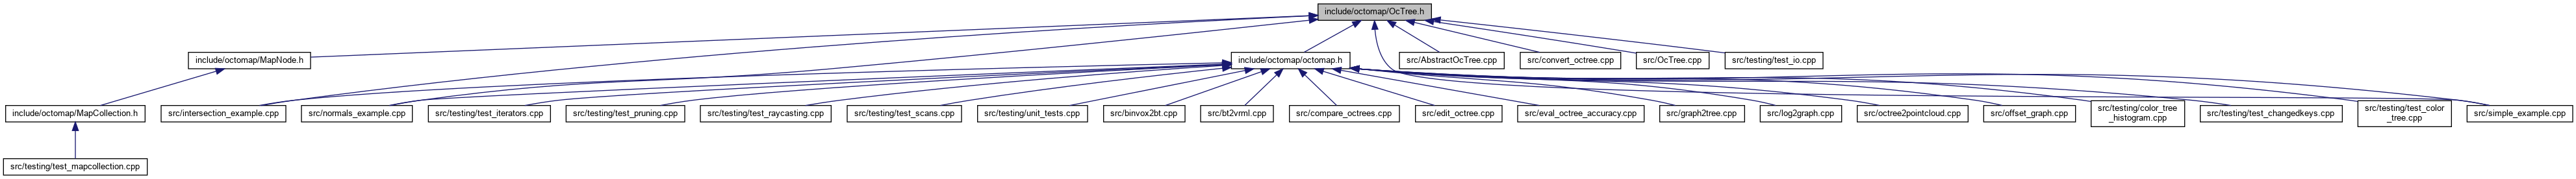 include/octomap/OcTree.h
include/octomap/MapNode.h
include/octomap/octomap.h
src/AbstractOcTree.cpp
src/convert_octree.cpp
src/OcTree.cpp
src/testing/test_io.cpp
include/octomap/MapCollection.h
src/intersection_example.cpp
src/normals_example.cpp
src/testing/test_iterators.cpp
src/testing/test_pruning.cpp
src/testing/test_raycasting.cpp
src/testing/test_scans.cpp
src/testing/unit_tests.cpp
src/binvox2bt.cpp
src/bt2vrml.cpp
src/compare_octrees.cpp
src/edit_octree.cpp
src/eval_octree_accuracy.cpp
src/graph2tree.cpp
src/log2graph.cpp
src/octree2pointcloud.cpp
src/offset_graph.cpp
src/testing/color_tree
_histogram.cpp
src/testing/test_changedkeys.cpp
src/testing/test_color
_tree.cpp
src/simple_example.cpp
src/testing/test_mapcollection.cpp